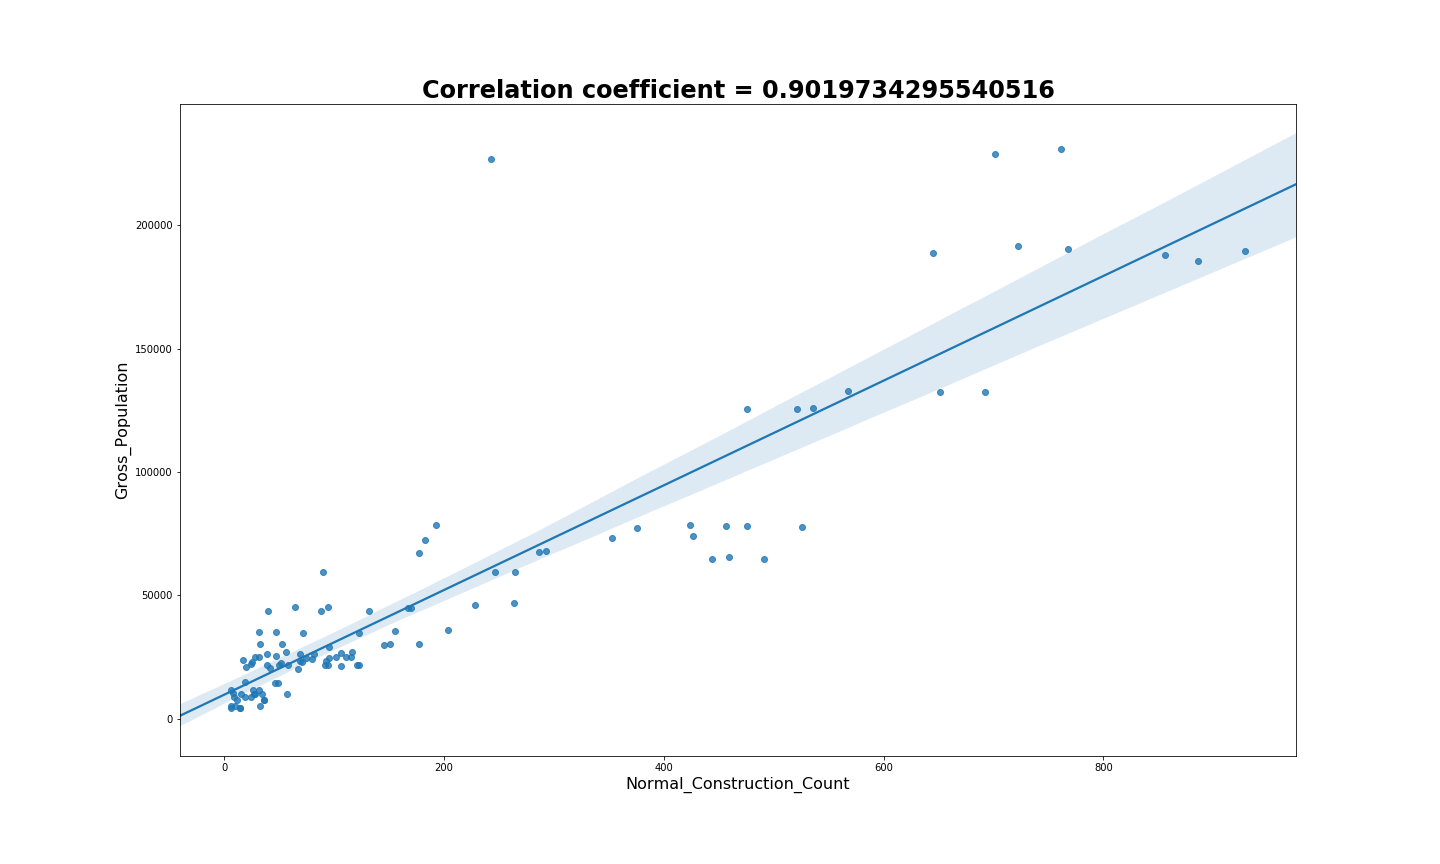 Correlation coefficient = 0.9019734295540516
200000
150000
100000
50000
0
Gross_Population
0 200 400 600 800
Normal_Construction_Count